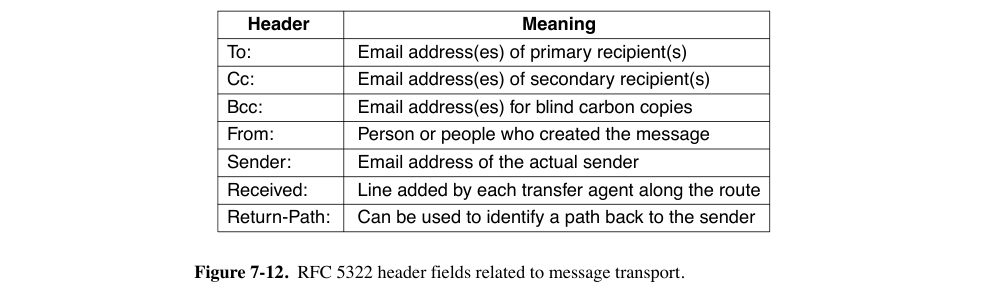 Header Meaning
To: Email address(es) of primary recipient(s)
Cc: Email address(es) of secondary recipient(s)
Bcc: Email address(es) for blind carbon copies
From: Person or people who created the message
Sender: Email address of the actual sender
Received: Line added by each transfer agent along the route
Return-Path: Can be used to identify a path back to the sender
Figure 7-12. RFC 5322 header fields related to message transport.